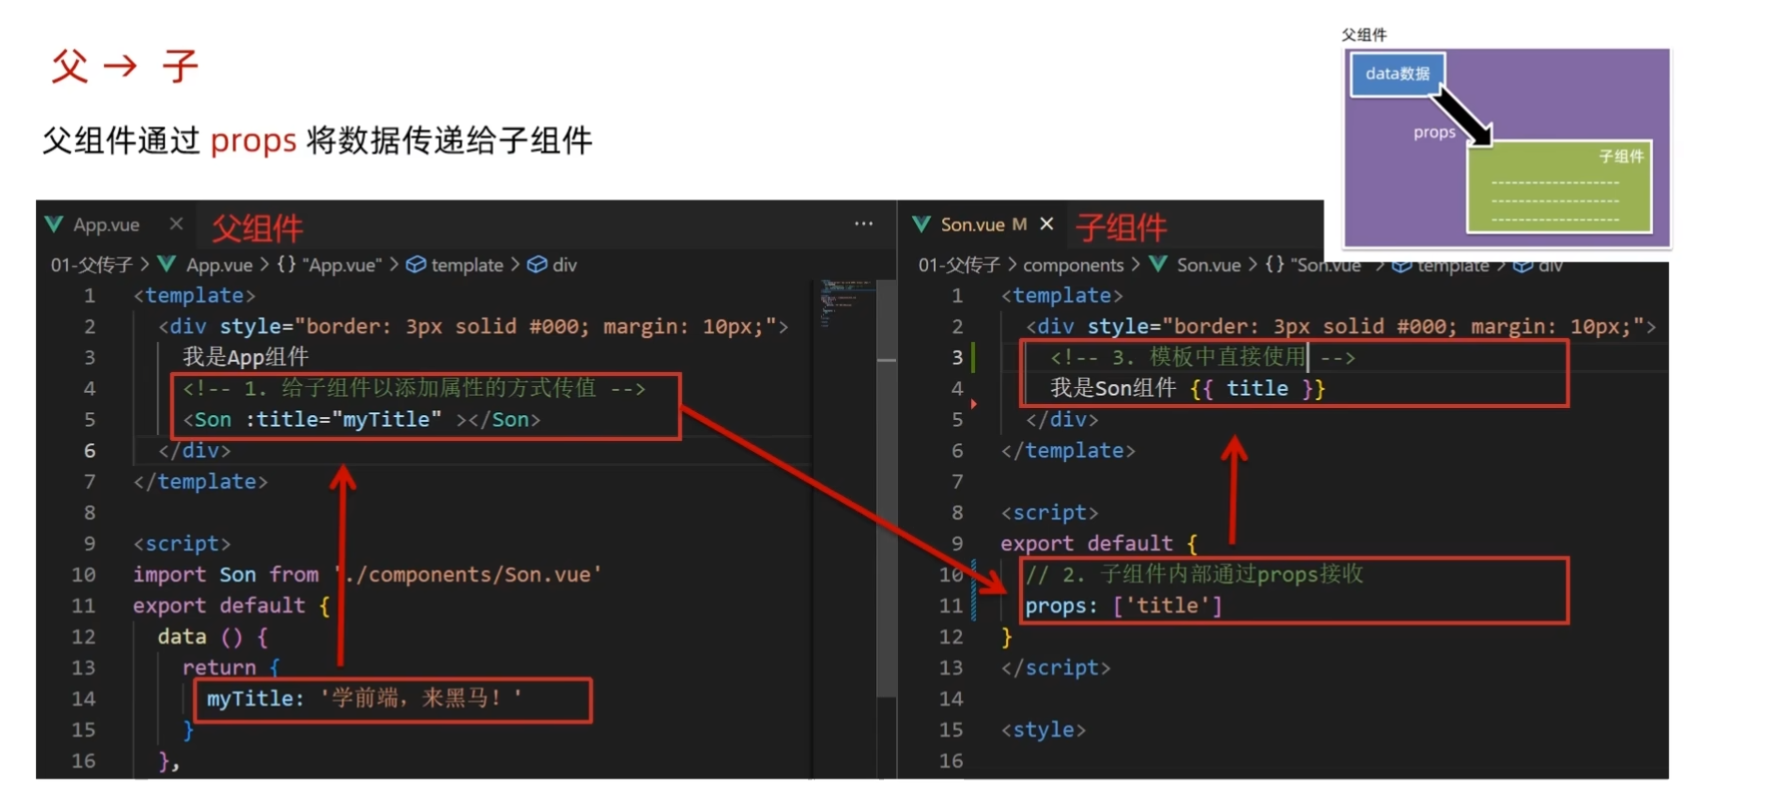 父 → 子
父组件通过 props 将数据传递给子组件
父组件
data数据
props
子组件
App.vue × 父组件 ···
01-父传子 > App.vue > {} "App.vue" > template > div
1 <template>
2 <div style="border: 3px solid #000; margin: 10px;">
3 我是App组件
4 <!-- 1. 给子组件以添加属性的方式传值 -->
5 <Son :title="myTitle" ></Son>
6 </div>
7 </template>
8
9 <script>
10 import Son from './components/Son.vue'
11 export default {
12 data () {
13 return {
14 myTitle: '学前端，来黑马！'
15 }
16 },
Son.vue M × 子组件
01-父传子 > components > Son.vue > {} "Son.vue > template > div
1 <template>
2 <div style="border: 3px solid #000; margin: 10px;">
3 <!-- 3. 模板中直接使用 -->
4 我是Son组件 {{ title }}
5 </div>
6 </template>
7
8 <script>
9 export default {
10 // 2. 子组件内部通过props接收
11 props: ['title']
12 }
13 </script>
14
15 <style>
16